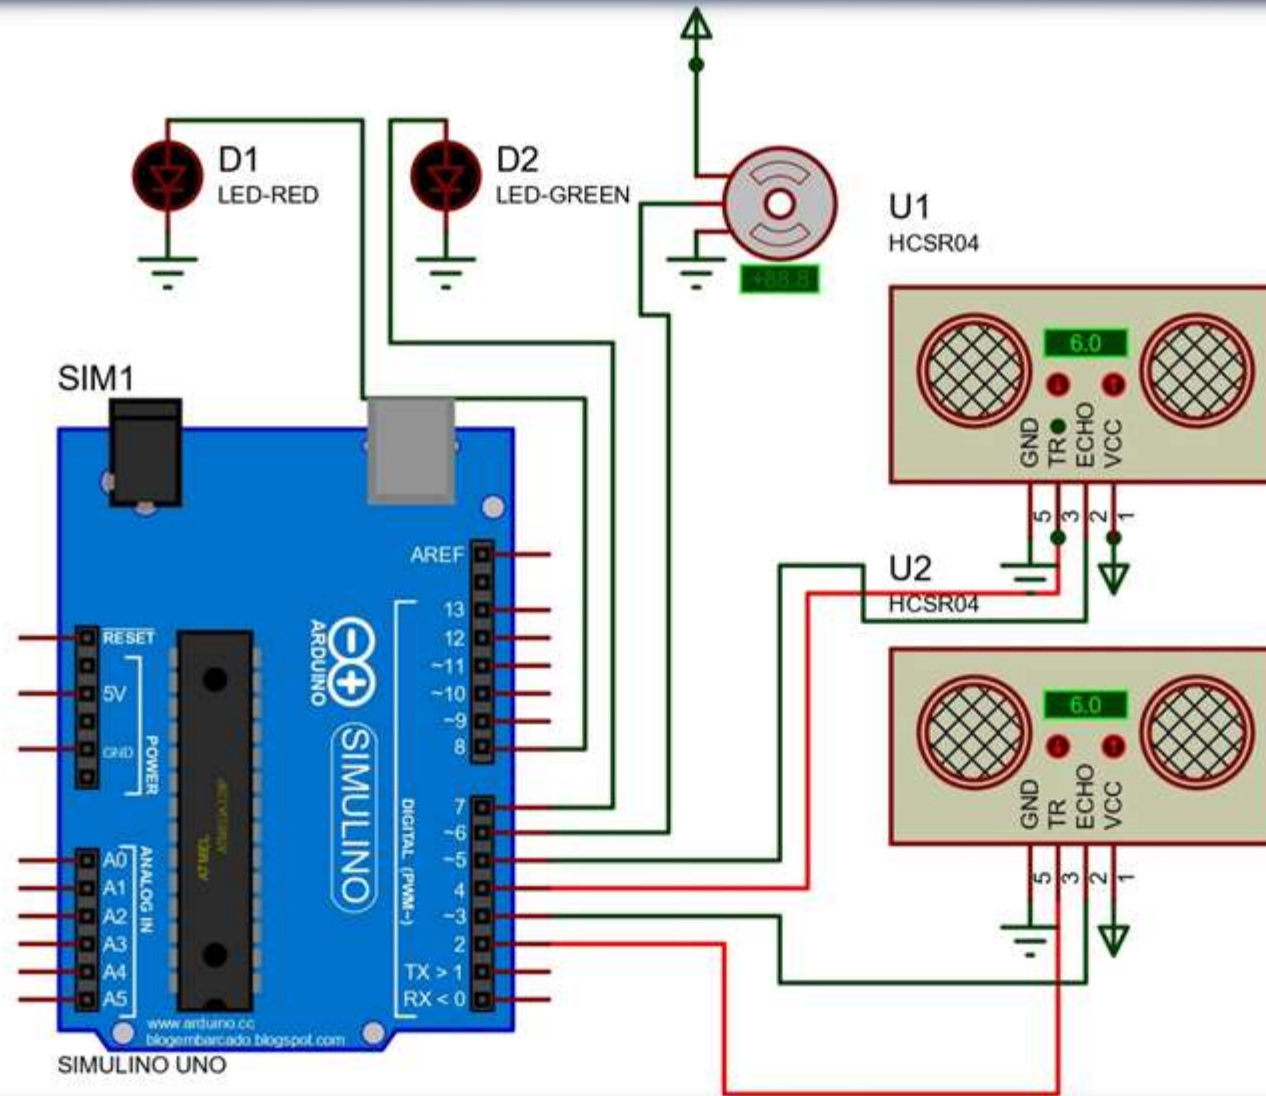 D1
LED-RED
D2
LED-GREEN
+88.8
U1
HCSR04
6.0
GND
TR
ECHO
VCC
5
3
2
1
U2
HCSR04
6.0
GND
TR
ECHO
VCC
5
3
2
1
SIM1
AREF
13
12
~11
~10
~9
8
7
~6
~5
4
~3
2
TX > 1
RX < 0
DIGITAL (PWM~)
ARDUINO
SIMULINO
RESET
5V
GND
POWER
A0
A1
A2
A3
A4
A5
ANALOG IN
ATMEL
www.arduino.cc
blogembarcado.blogspot.com
SIMULINO UNO